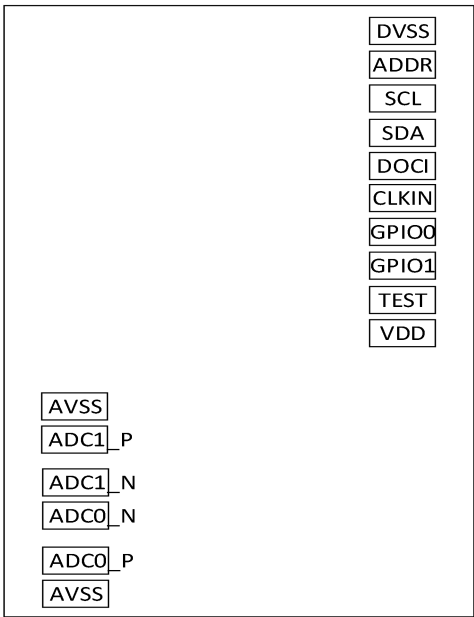 DVSS
ADDR
SCL
SDA
DOCI
CLKIN
GPIO0
GPIO1
TEST
VDD
AVSS
ADC1_P
ADC1_N
ADC0_N
ADC0_P
AVSS